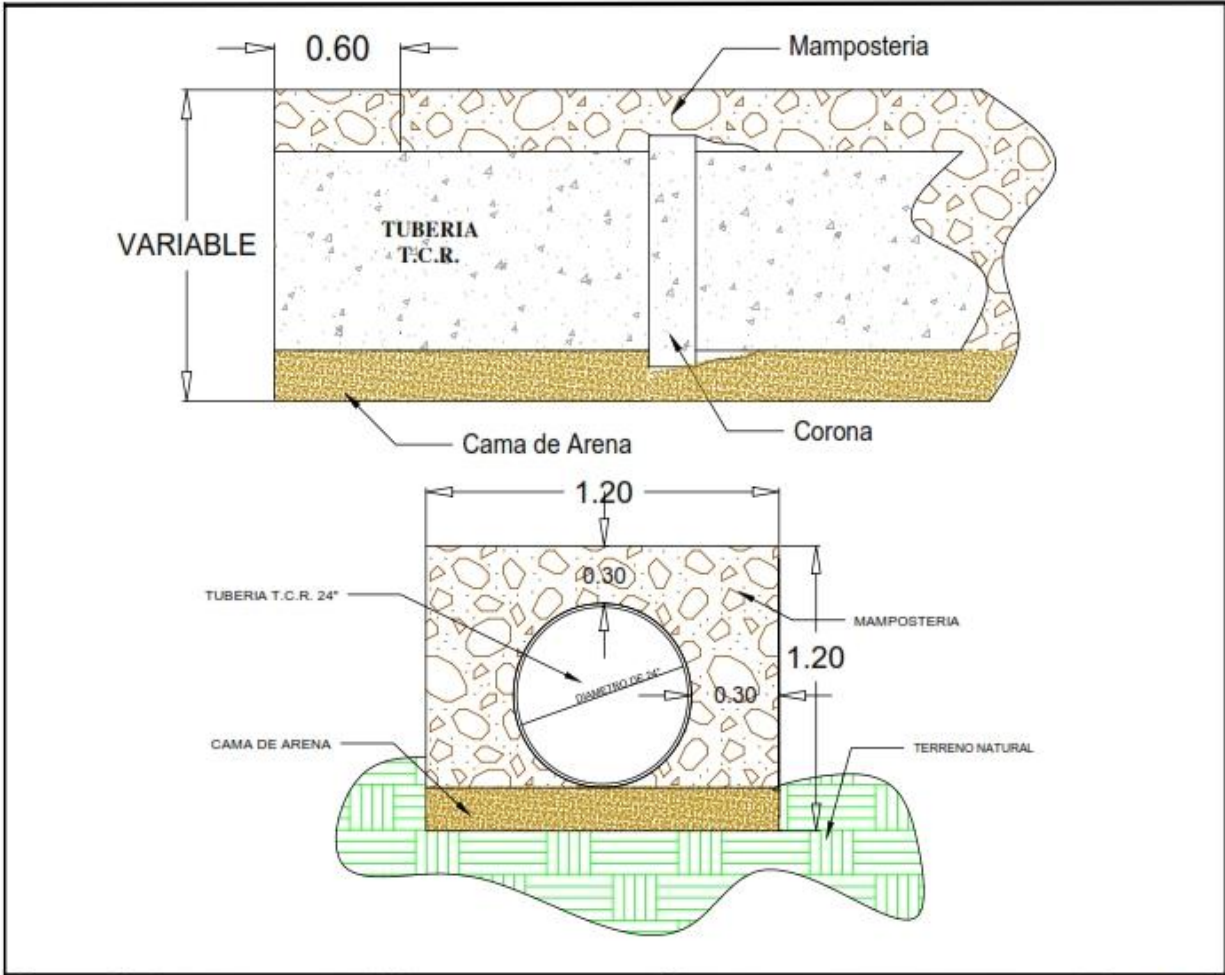 0.60
Mamposteria
VARIABLE
TUBERIA
T.C.R.
Corona
Cama de Arena
1.20
0.30
TUBERIA T.C.R. 24"
MAMPOSTERIA
1.20
DIAMETRO DE 24"
0.30
CAMA DE ARENA
TERRENO NATURAL